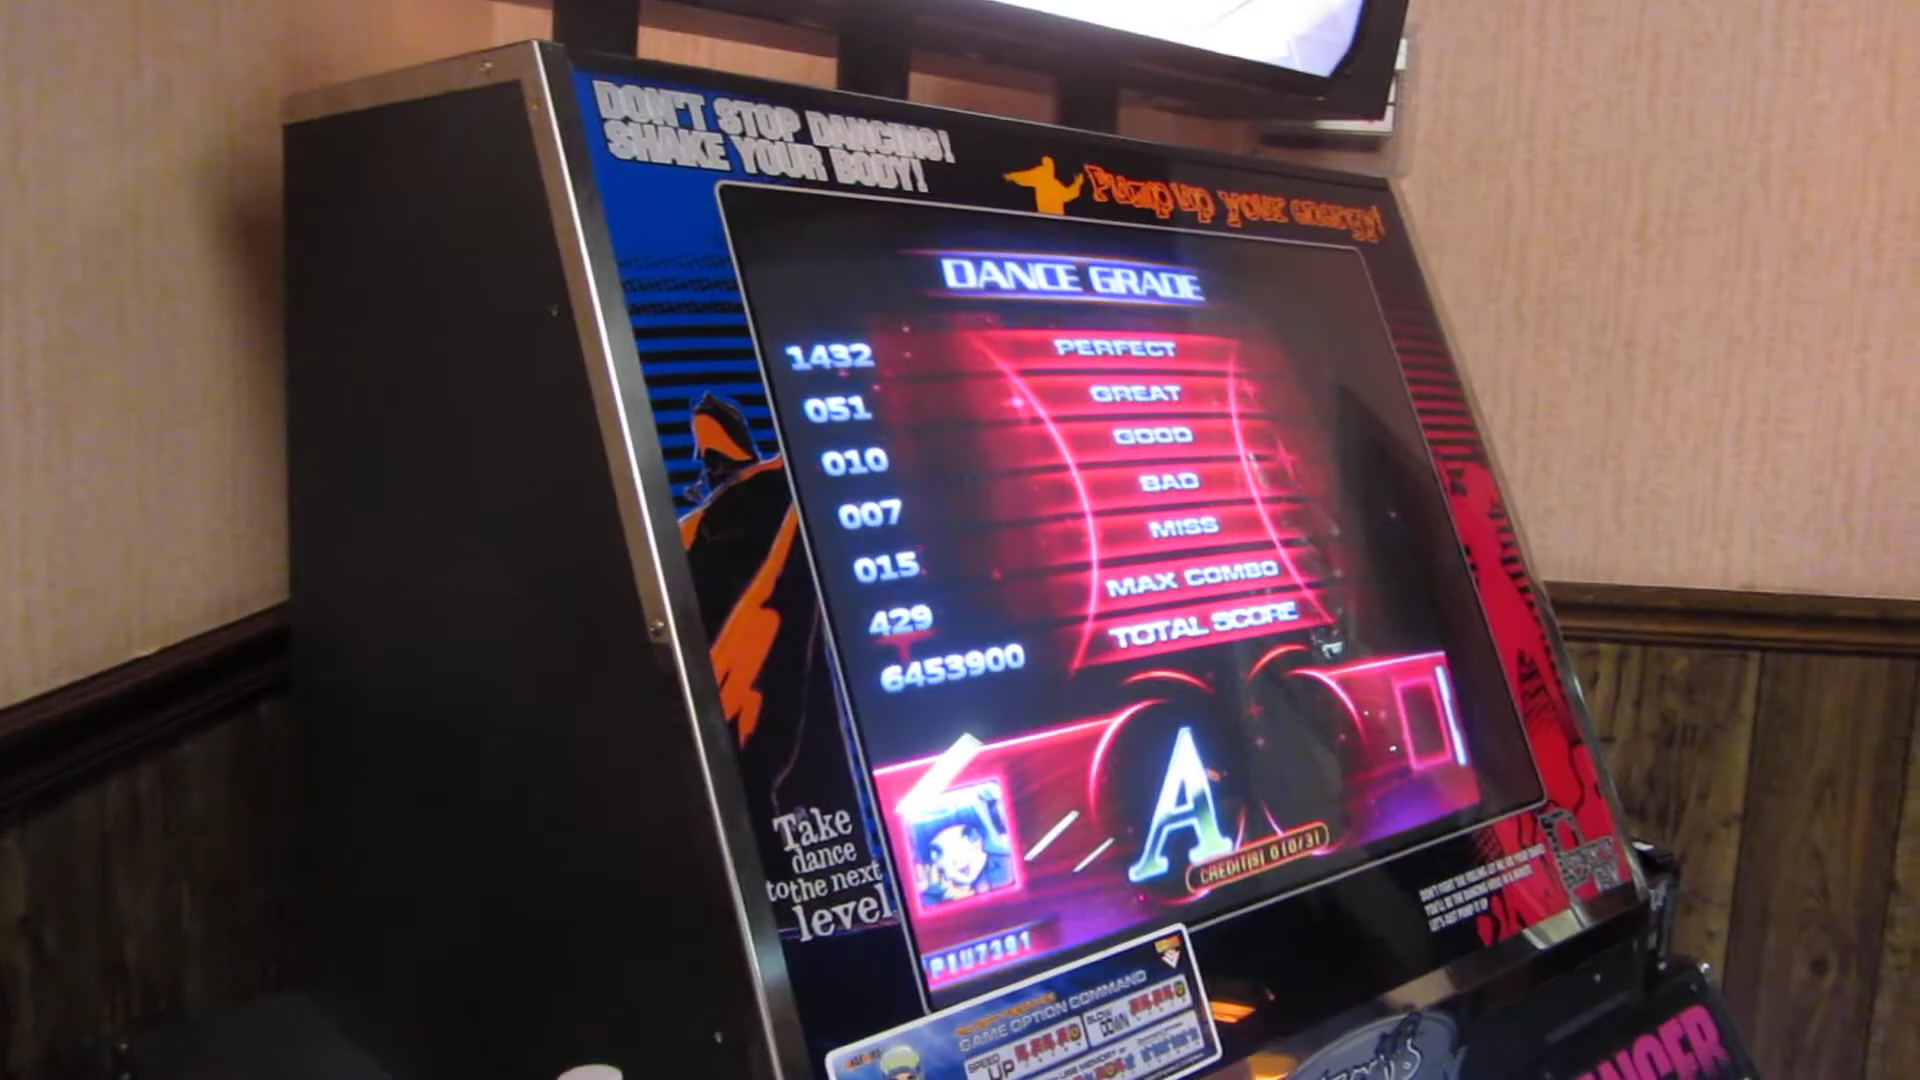 DON'T STOP DANCING!
SHAKE YOUR BODY!
PUMP UP YOUR ENERGY!
DANCE GRADE
1432 PERFECT
051 GREAT
010 GOOD
007 BAD
015 MISS
429 MAX COMBO
6453900 TOTAL SCORE
A
CREDIT(S) 0 (0/3)
Take
dance
to the next
level
PIU7391
GAME OPTION COMMAND
SPEED
UP
SLOW
DOWN